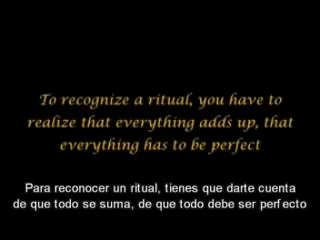 To recognize a ritual, you have to
realize that everything adds up, that
everything has to be perfect
Para reconocer un ritual, tienes que darte cuenta
de que todo se suma, de que todo debe ser perfecto